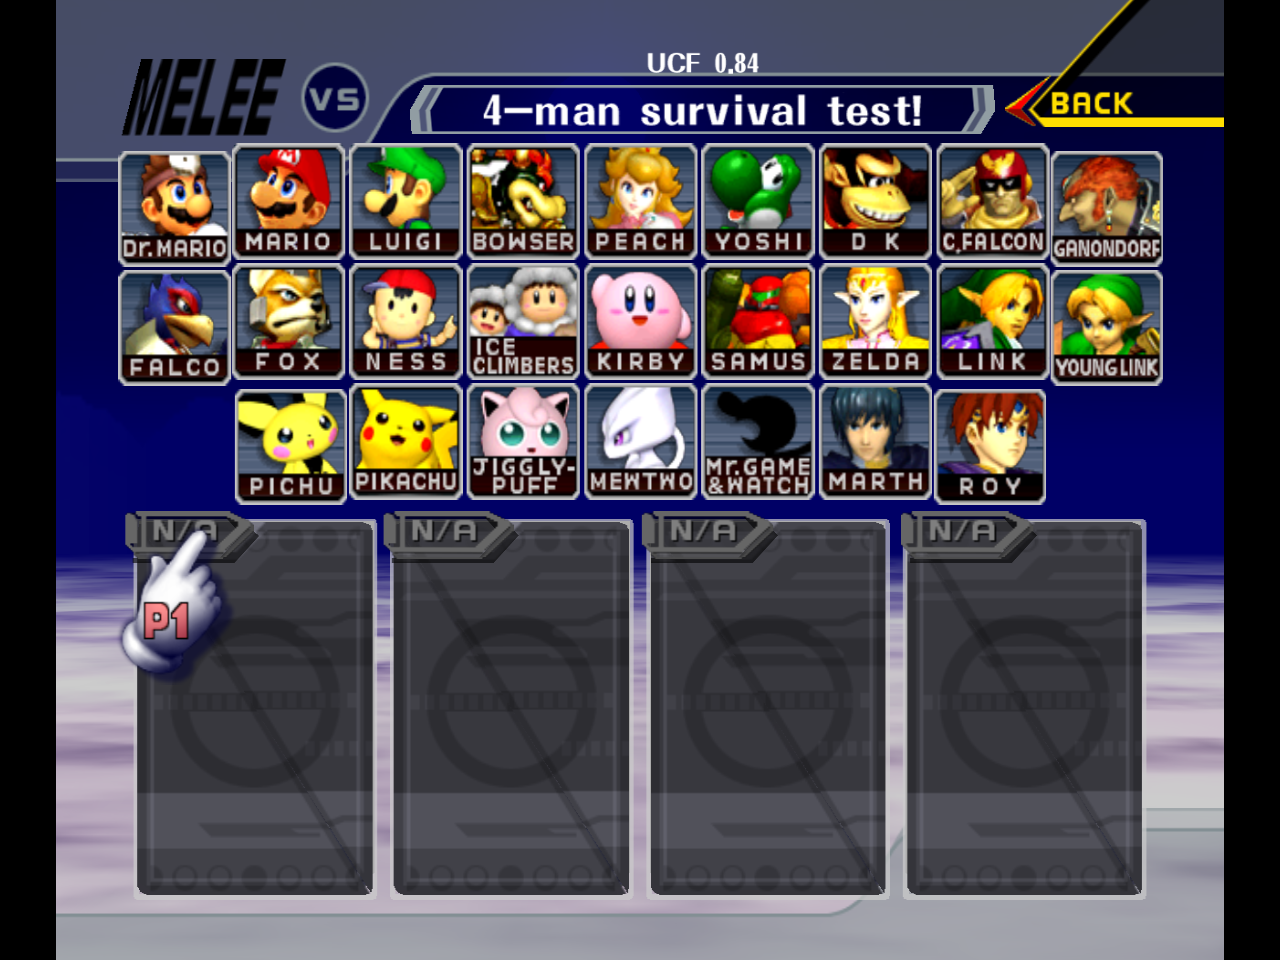 UCF 0.84
MELEE VS 4-man survival test! BACK
Dr.MARIO MARIO LUIGI BOWSER PEACH YOSHI D K C.FALCON GANONDORF
FALCO FOX NESS ICE CLIMBERS KIRBY SAMUS ZELDA LINK YOUNG LINK
PICHU PIKACHU JIGGLY-PUFF MEWTWO Mr.GAME &WATCH MARTH ROY
N/A N/A N/A N/A
P1